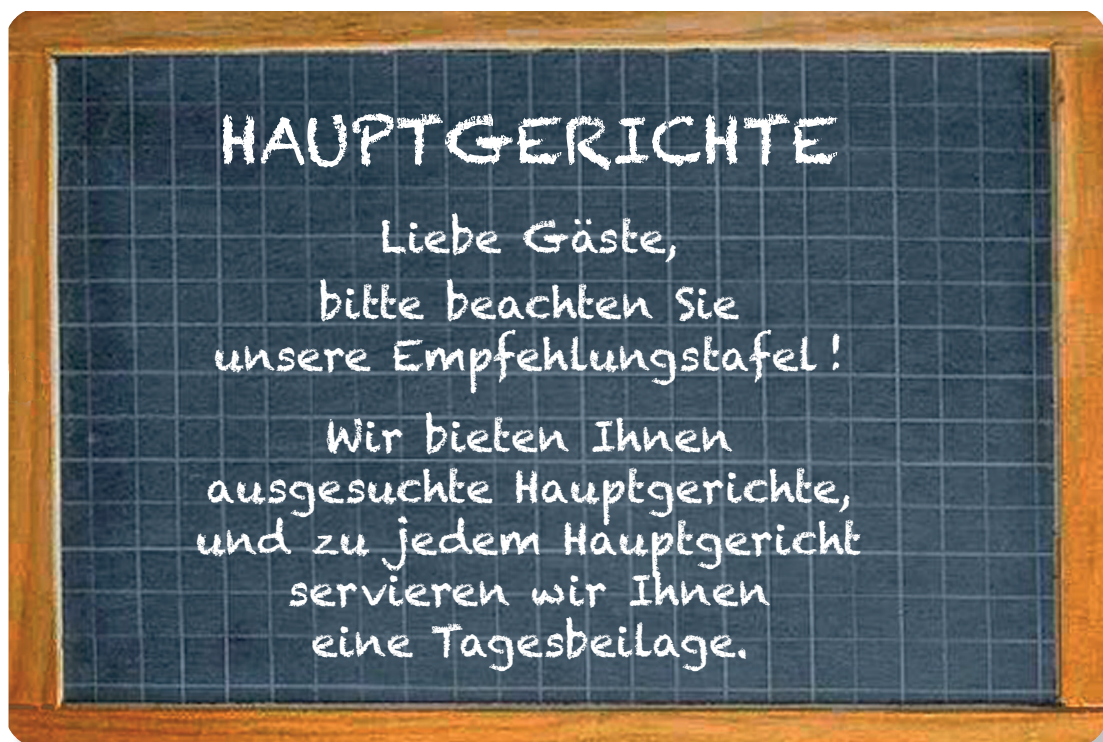 HAUPTGERICHTE
Liebe Gäste,
bitte beachten Sie
unsere Empfehlungstafel!
Wir bieten Ihnen
ausgesuchte Hauptgerichte,
und zu jedem Hauptgericht
servieren wir Ihnen
eine Tagesbeilage.